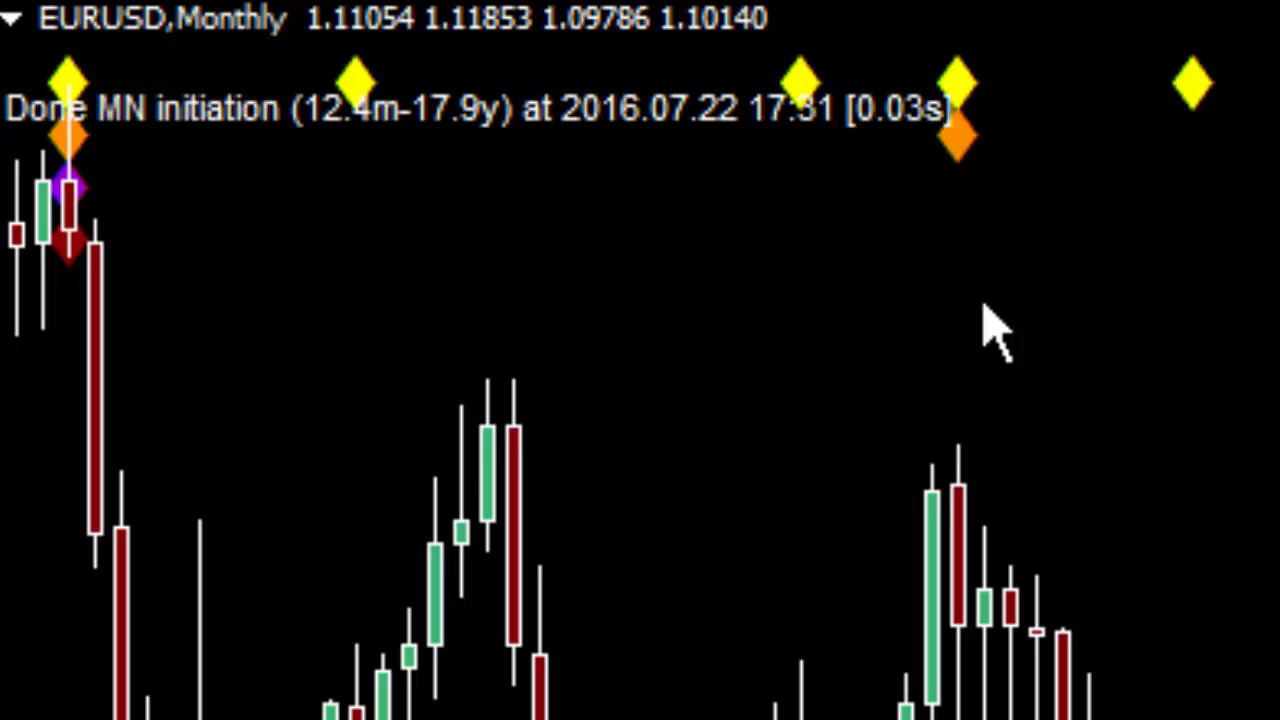 EURUSD,Monthly 1.11054 1.11853 1.09786 1.10140
Done MN initiation (12.4m-17.9y) at 2016.07.22 17:31 [0.03s]